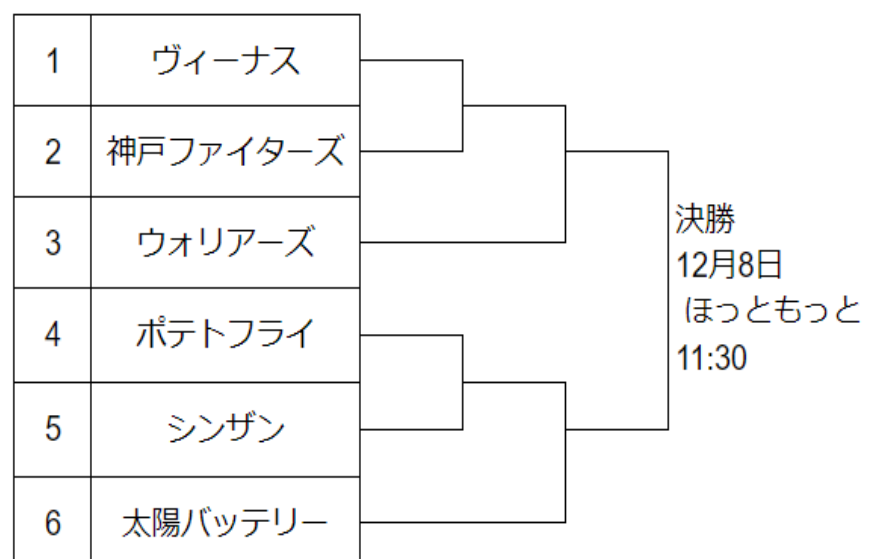 1 ヴィーナス
2 神戸ファイターズ
3 ウォリアーズ
4 ポテトフライ
5 シンザン
6 太陽バッテリー
決勝
12月8日
ほっともっと
11:30